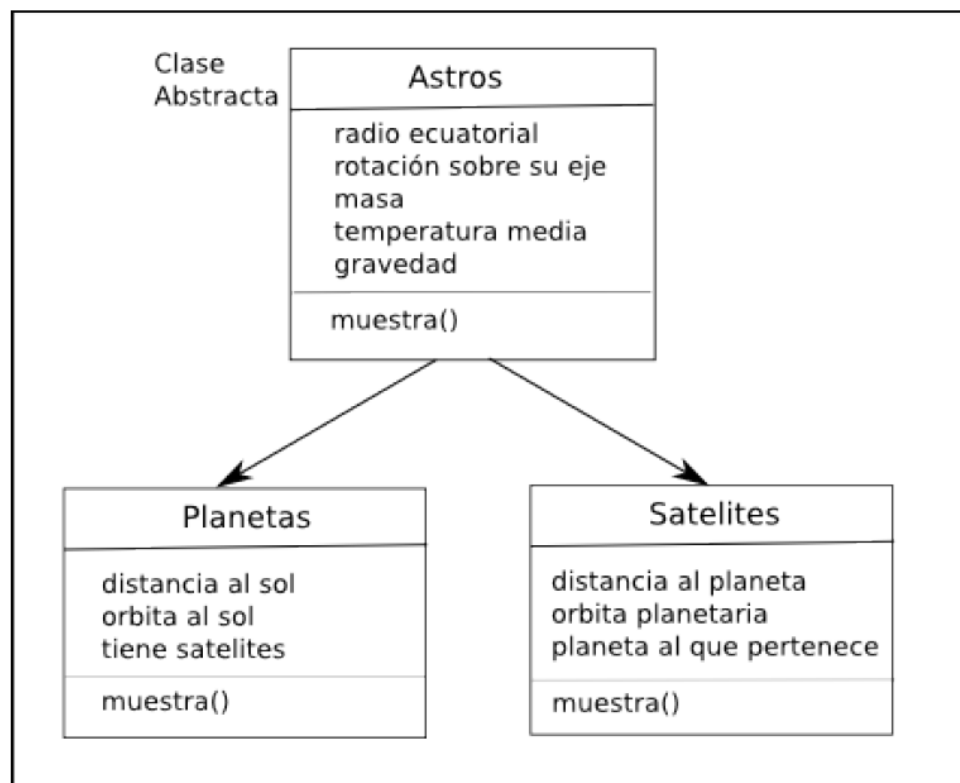 Clase
Abstracta
Astros
radio ecuatorial
rotación sobre su eje
masa
temperatura media
gravedad
muestra()
Planetas
distancia al sol
orbita al sol
tiene satelites
muestra()
Satelites
distancia al planeta
orbita planetaria
planeta al que pertenece
muestra()